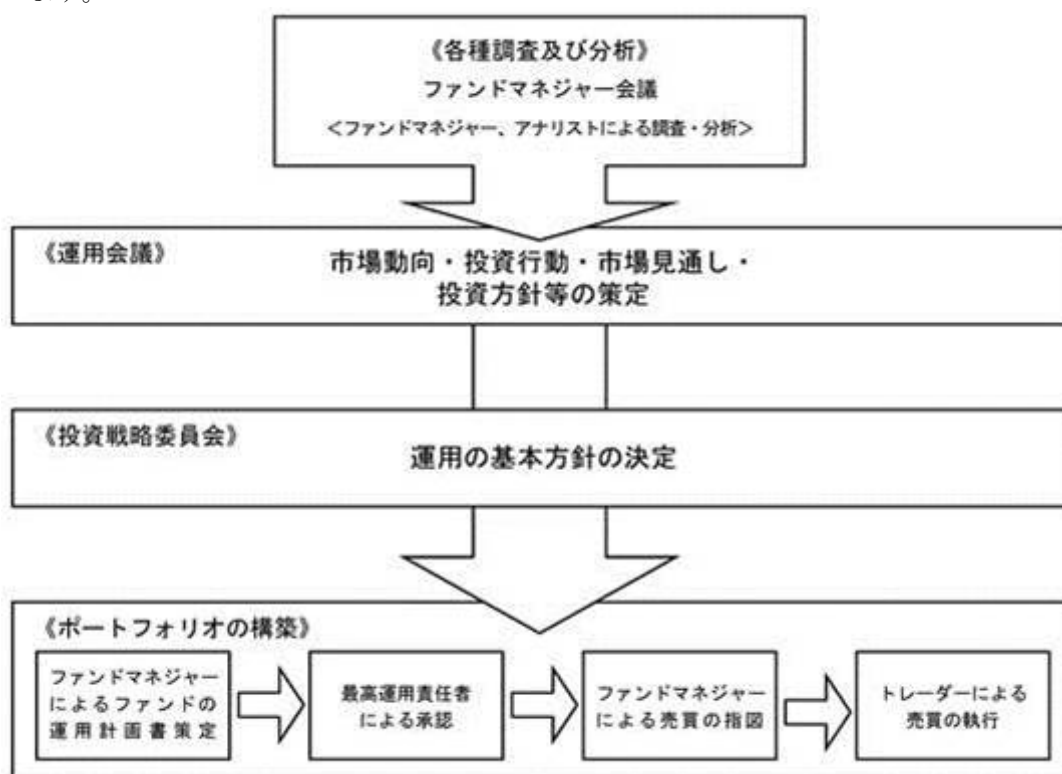 《各種調査及び分析》
ファンドマネジャー会議
＜ファンドマネジャー、アナリストによる調査・分析＞
《運用会議》
市場動向・投資行動・市場見通し・
投資方針等の策定
《投資戦略委員会》
運用の基本方針の決定
《ポートフォリオの構築》
ファンドマネジャー
によるファンドの
運用計画書策定
最高運用責任者
による承認
ファンドマネジャー
による売買の指図
トレーダーによる
売買の執行